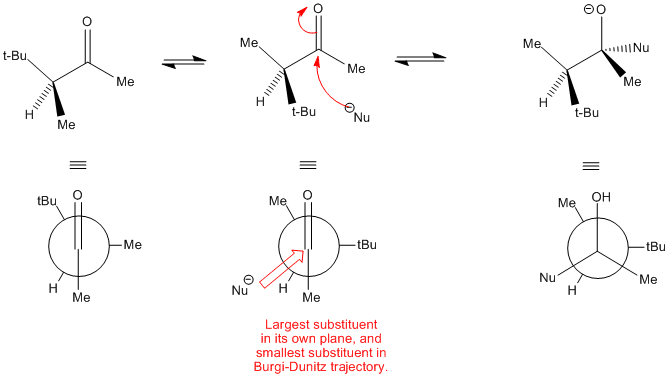 O
t-Bu
Me
H
Me
O
Me
Me
H
t-Bu
⊖Nu
⊖O
Me
Nu
Me
H
t-Bu
tBu
O
Me
H
Me
Me
O
tBu
Nu⊖
H
Me
Me
OH
tBu
Nu
H
Me
Largest substituent
in its own plane, and
smallest substituent in
Burgi-Dunitz trajectory.